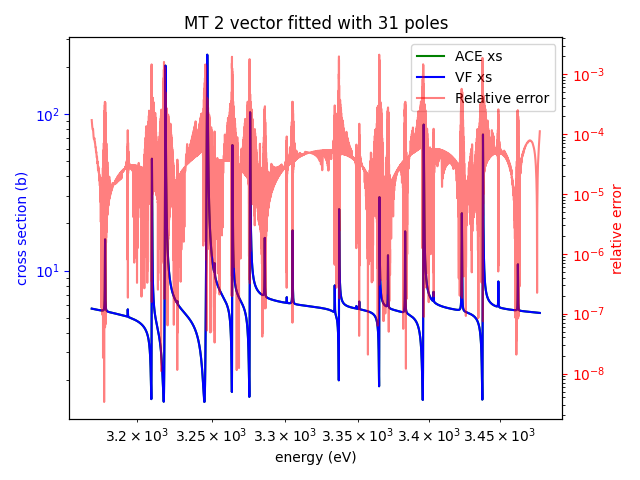 MT 2 vector fitted with 31 poles
ACE xs
VF xs
Relative error
10²
10¹
cross section (b)
10⁻³
10⁻⁴
10⁻⁵
10⁻⁶
10⁻⁷
10⁻⁸
relative error
3.2 × 10³ 3.25 × 10³ 3.3 × 10³ 3.35 × 10³ 3.4 × 10³ 3.45 × 10³
energy (eV)